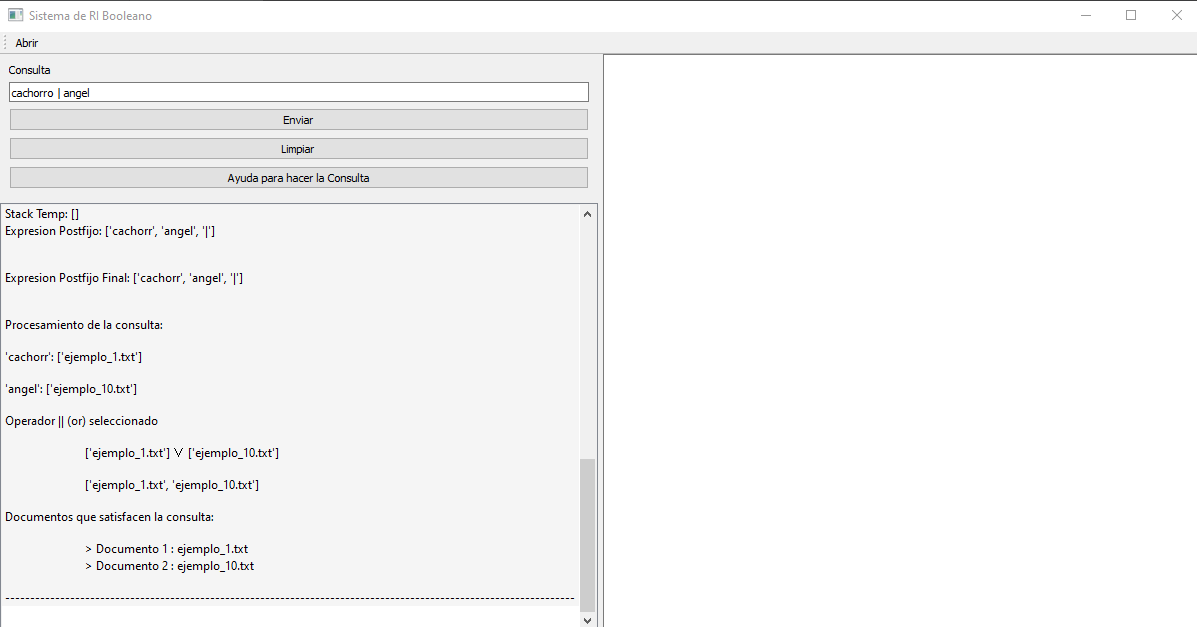 Sistema de RI Booleano
Abrir
Consulta
cachorro | angel
Enviar
Limpiar
Ayuda para hacer la Consulta
Stack Temp: []
Expresion Postfijo: ['cachorr', 'angel', '|']
Expresion Postfijo Final: ['cachorr', 'angel', '|']
Procesamiento de la consulta:
'cachorr': ['ejemplo_1.txt']
'angel': ['ejemplo_10.txt']
Operador || (or) seleccionado
['ejemplo_1.txt'] ∨ ['ejemplo_10.txt']
['ejemplo_1.txt', 'ejemplo_10.txt']
Documentos que satisfacen la consulta:
> Documento 1 : ejemplo_1.txt
> Documento 2 : ejemplo_10.txt
------------------------------------------------------------------------------------------------------------------